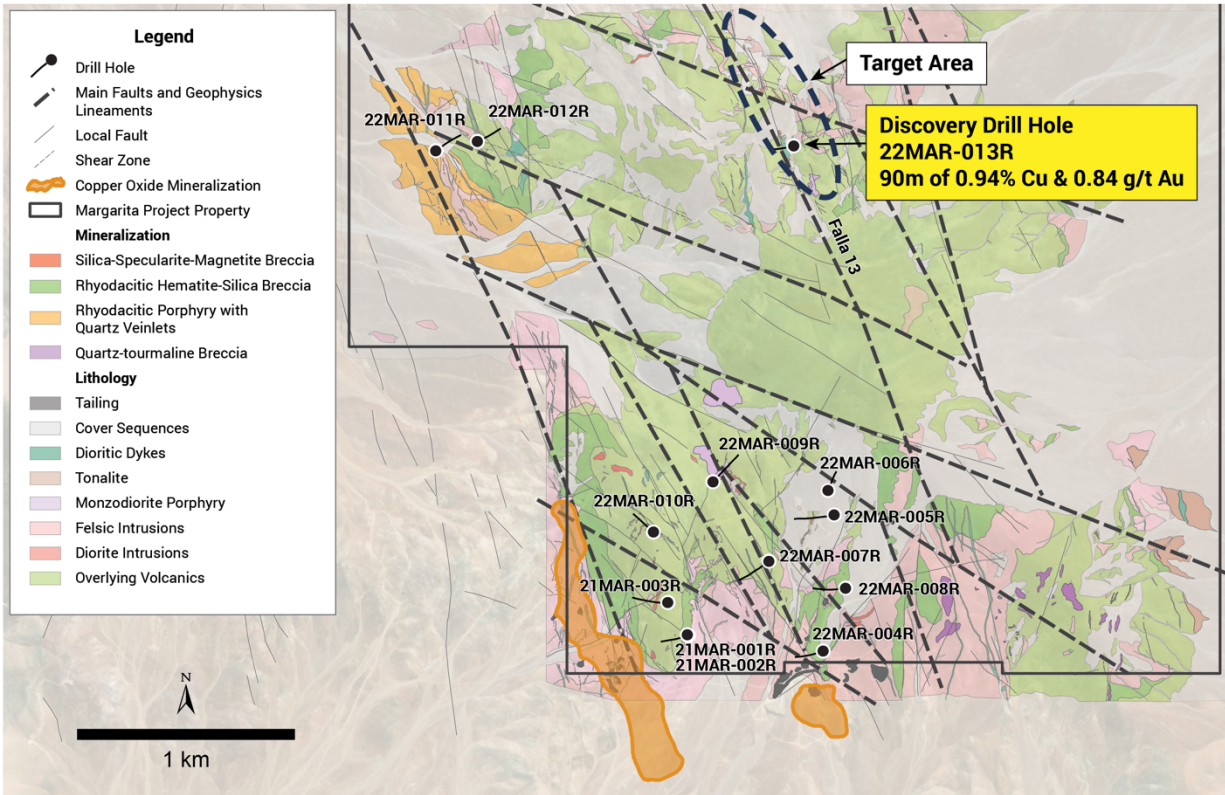 Legend
Drill Hole
Main Faults and Geophysics
Lineaments
Local Fault
Shear Zone
Copper Oxide Mineralization
Margarita Project Property
Mineralization
Silica-Specularite-Magnetite Breccia
Rhyodacitic Hematite-Silica Breccia
Rhyodacitic Porphyry with
Quartz Veinlets
Quartz-tourmaline Breccia
Lithology
Tailing
Cover Sequences
Dioritic Dykes
Tonalite
Monzodiorite Porphyry
Felsic Intrusions
Diorite Intrusions
Overlying Volcanics
N
1 km
Target Area
Discovery Drill Hole
22MAR-013R
90m of 0.94% Cu & 0.84 g/t Au
22MAR-011R
22MAR-012R
Falla 13
22MAR-009R
22MAR-006R
22MAR-010R
22MAR-005R
22MAR-007R
21MAR-003R
22MAR-008R
22MAR-004R
21MAR-001R
21MAR-002R